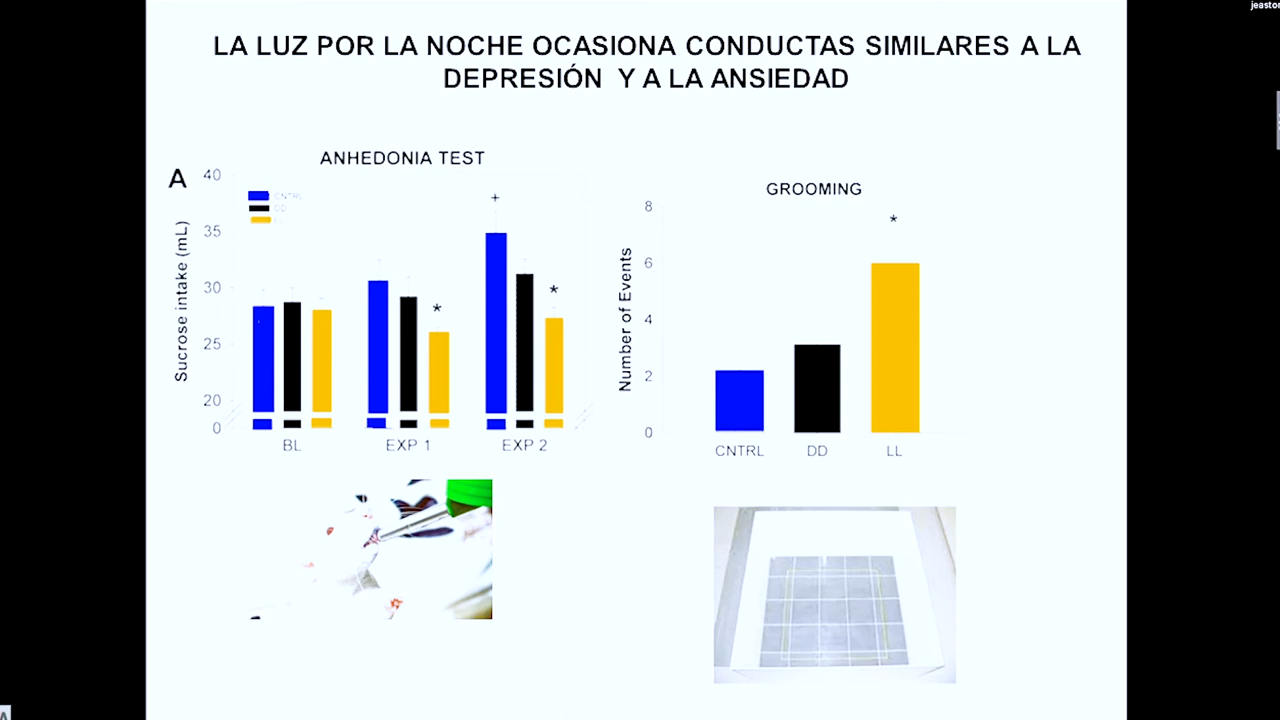 LA LUZ POR LA NOCHE OCASIONA CONDUCTAS SIMILARES A LA
DEPRESIÓN Y A LA ANSIEDAD
ANHEDONIA TEST
A
Sucrose intake (mL)
40
35
30
25
20
0
CNTRL
DD
+
*
*
BL
EXP 1
EXP 2
GROOMING
Number of Events
8
6
4
2
0
*
CNTRL
DD
LL